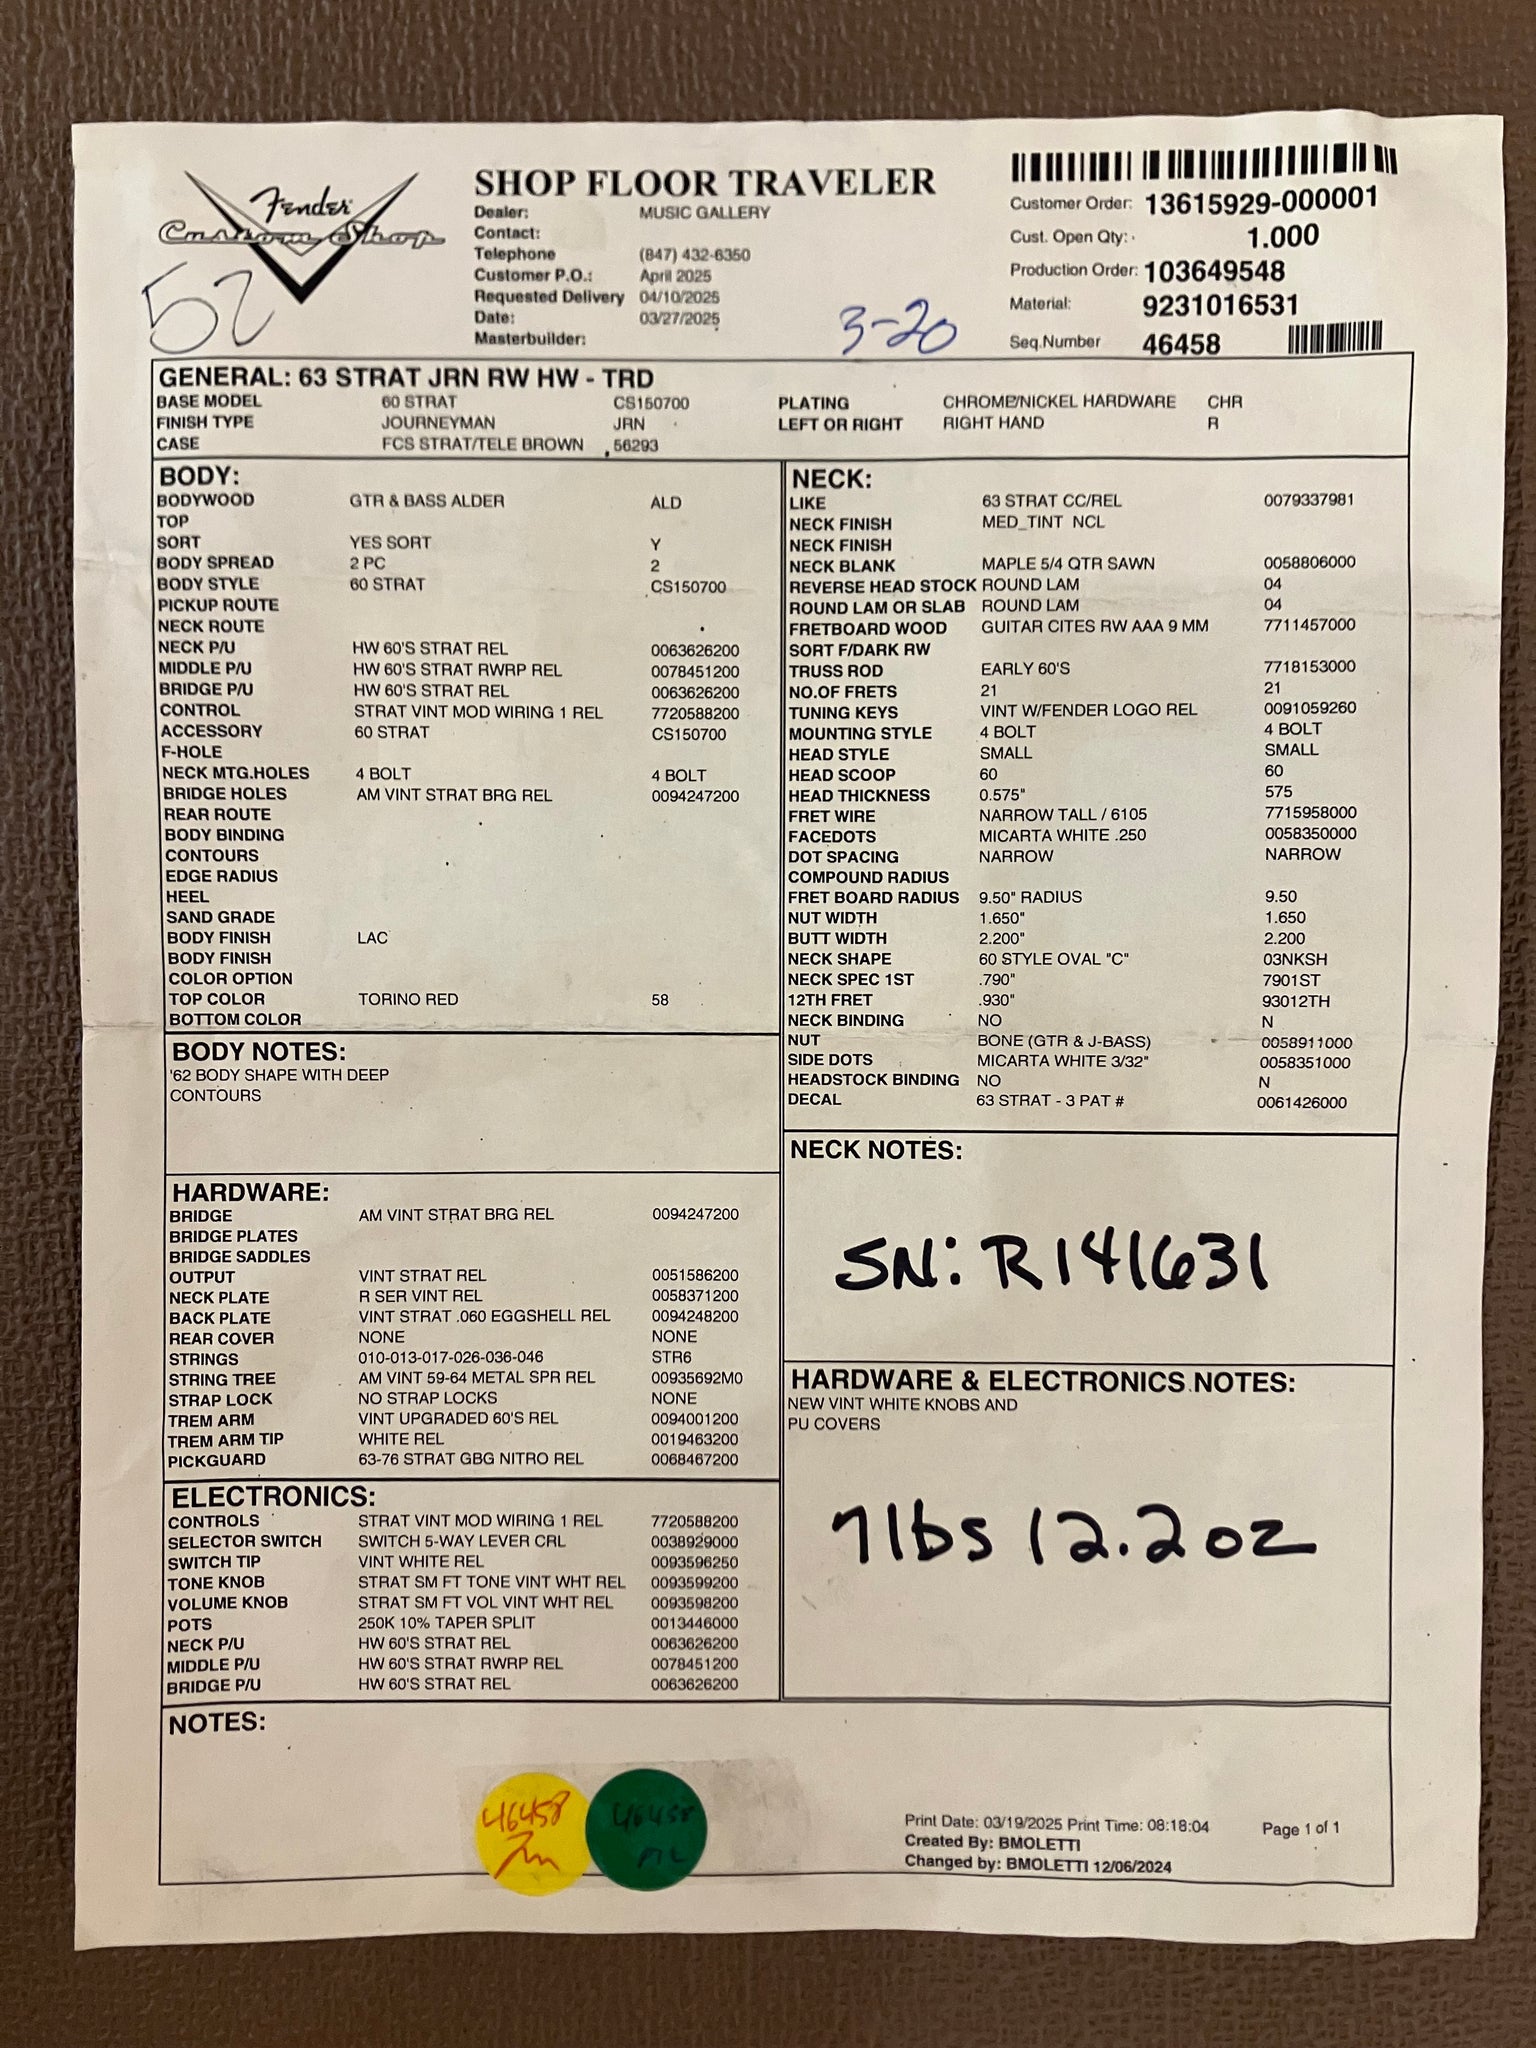 Fender
Custom Shop
52
SHOP FLOOR TRAVELER
Dealer: MUSIC GALLERY
Contact:
Telephone (847) 432-6350
Customer P.O.: April 2025
Requested Delivery 04/10/2025
Date: 03/27/2025
Masterbuilder:
3-20
Customer Order: 13615929-000001
Cust. Open Qty: 1.000
Production Order: 103649548
Material: 9231016531
Seq.Number 46458
GENERAL: 63 STRAT JRN RW HW - TRD
BASE MODEL 60 STRAT CS150700
FINISH TYPE JOURNEYMAN JRN
CASE FCS STRAT/TELE BROWN 56293
PLATING CHROME/NICKEL HARDWARE CHR
LEFT OR RIGHT RIGHT HAND R
BODY:
BODYWOOD GTR & BASS ALDER ALD
TOP
SORT YES SORT Y
BODY SPREAD 2 PC 2
BODY STYLE 60 STRAT CS150700
PICKUP ROUTE
NECK ROUTE
NECK P/U HW 60'S STRAT REL 0063626200
MIDDLE P/U HW 60'S STRAT RWRP REL 0078451200
BRIDGE P/U HW 60'S STRAT REL 0063626200
CONTROL STRAT VINT MOD WIRING 1 REL 7720588200
ACCESSORY 60 STRAT CS150700
F-HOLE
NECK MTG.HOLES 4 BOLT 4 BOLT
BRIDGE HOLES AM VINT STRAT BRG REL 0094247200
REAR ROUTE
BODY BINDING
CONTOURS
EDGE RADIUS
HEEL
SAND GRADE
BODY FINISH LAC
BODY FINISH
COLOR OPTION
TOP COLOR TORINO RED 58
BOTTOM COLOR
BODY NOTES:
'62 BODY SHAPE WITH DEEP
CONTOURS
HARDWARE:
BRIDGE AM VINT STRAT BRG REL 0094247200
BRIDGE PLATES
BRIDGE SADDLES
OUTPUT VINT STRAT REL 0051586200
NECK PLATE R SER VINT REL 0058371200
BACK PLATE VINT STRAT .060 EGGSHELL REL 0094248200
REAR COVER NONE NONE
STRINGS 010-013-017-026-036-046 STR6
STRING TREE AM VINT 59-64 METAL SPR REL 00935692M0
STRAP LOCK NO STRAP LOCKS NONE
TREM ARM VINT UPGRADED 60'S REL 0094001200
TREM ARM TIP WHITE REL 0019463200
PICKGUARD 63-76 STRAT GBG NITRO REL 0068467200
ELECTRONICS:
CONTROLS STRAT VINT MOD WIRING 1 REL 7720588200
SELECTOR SWITCH SWITCH 5-WAY LEVER CRL 0038929000
SWITCH TIP VINT WHITE REL 0093596250
TONE KNOB STRAT SM FT TONE VINT WHT REL 0093599200
VOLUME KNOB STRAT SM FT VOL VINT WHT REL 0093598200
POTS 250K 10% TAPER SPLIT 0013446000
NECK P/U HW 60'S STRAT REL 0063626200
MIDDLE P/U HW 60'S STRAT RWRP REL 0078451200
BRIDGE P/U HW 60'S STRAT REL 0063626200
NECK:
LIKE 63 STRAT CC/REL 0079337981
NECK FINISH MED_TINT NCL
NECK FINISH
NECK BLANK MAPLE 5/4 QTR SAWN 0058806000
REVERSE HEAD STOCK ROUND LAM 04
ROUND LAM OR SLAB ROUND LAM 04
FRETBOARD WOOD GUITAR CITES RW AAA 9 MM 7711457000
SORT F/DARK RW
TRUSS ROD EARLY 60'S 7718153000
NO.OF FRETS 21 21
TUNING KEYS VINT W/FENDER LOGO REL 0091059260
MOUNTING STYLE 4 BOLT 4 BOLT
HEAD STYLE SMALL SMALL
HEAD SCOOP 60 60
HEAD THICKNESS 0.575" 575
FRET WIRE NARROW TALL / 6105 7715958000
FACEDOTS MICARTA WHITE .250 0058350000
DOT SPACING NARROW NARROW
COMPOUND RADIUS
FRET BOARD RADIUS 9.50" RADIUS 9.50
NUT WIDTH 1.650" 1.650
BUTT WIDTH 2.200" 2.200
NECK SHAPE 60 STYLE OVAL "C" 03NKSH
NECK SPEC 1ST .790" 7901ST
12TH FRET .930" 93012TH
NECK BINDING NO N
NUT BONE (GTR & J-BASS) 0058911000
SIDE DOTS MICARTA WHITE 3/32" 0058351000
HEADSTOCK BINDING NO N
DECAL 63 STRAT - 3 PAT # 0061426000
NECK NOTES:
SN: R141631
HARDWARE & ELECTRONICS NOTES:
NEW VINT WHITE KNOBS AND
PU COVERS
7lbs 12.2oz
NOTES:
46458
46458
Print Date: 03/19/2025 Print Time: 08:18:04 Page 1 of 1
Created By: BMOLETTI
Changed by: BMOLETTI 12/06/2024